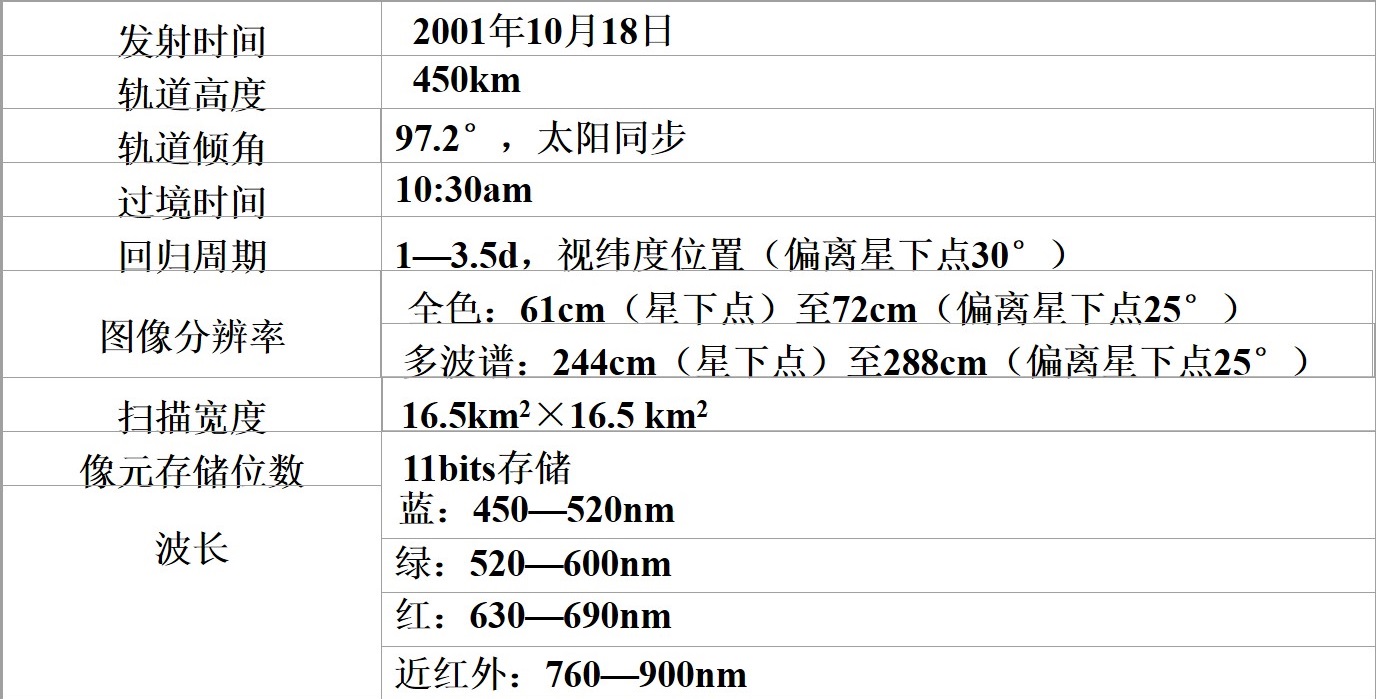 发射时间 2001年10月18日
轨道高度 450km
轨道倾角 97.2°，太阳同步
过境时间 10:30am
回归周期 1—3.5d，视纬度位置（偏离星下点30°）
图像分辨率 全色：61cm（星下点）至72cm（偏离星下点25°）
多波谱：244cm（星下点）至288cm（偏离星下点25°）
扫描宽度 16.5km²×16.5 km²
像元存储位数 11bits存储
波长 蓝：450—520nm
绿：520—600nm
红：630—690nm
近红外：760—900nm